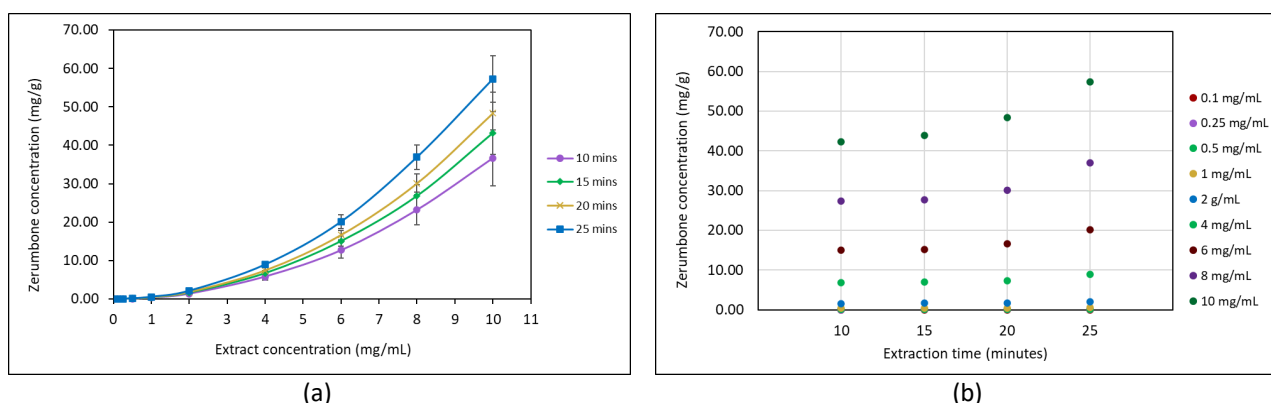 70.00
60.00
50.00
40.00
30.00
20.00
10.00
0.00
0 1 2 3 4 5 6 7 8 9 10 11
Zerumbone concentration (mg/g)
Extract concentration (mg/mL)
10 mins
15 mins
20 mins
25 mins
(a)
70.00
60.00
50.00
40.00
30.00
20.00
10.00
0.00
10 15 20 25
Zerumbone concentration (mg/g)
Extraction time (minutes)
0.1 mg/mL
0.25 mg/mL
0.5 mg/mL
1 mg/mL
2 g/mL
4 mg/mL
6 mg/mL
8 mg/mL
10 mg/mL
(b)